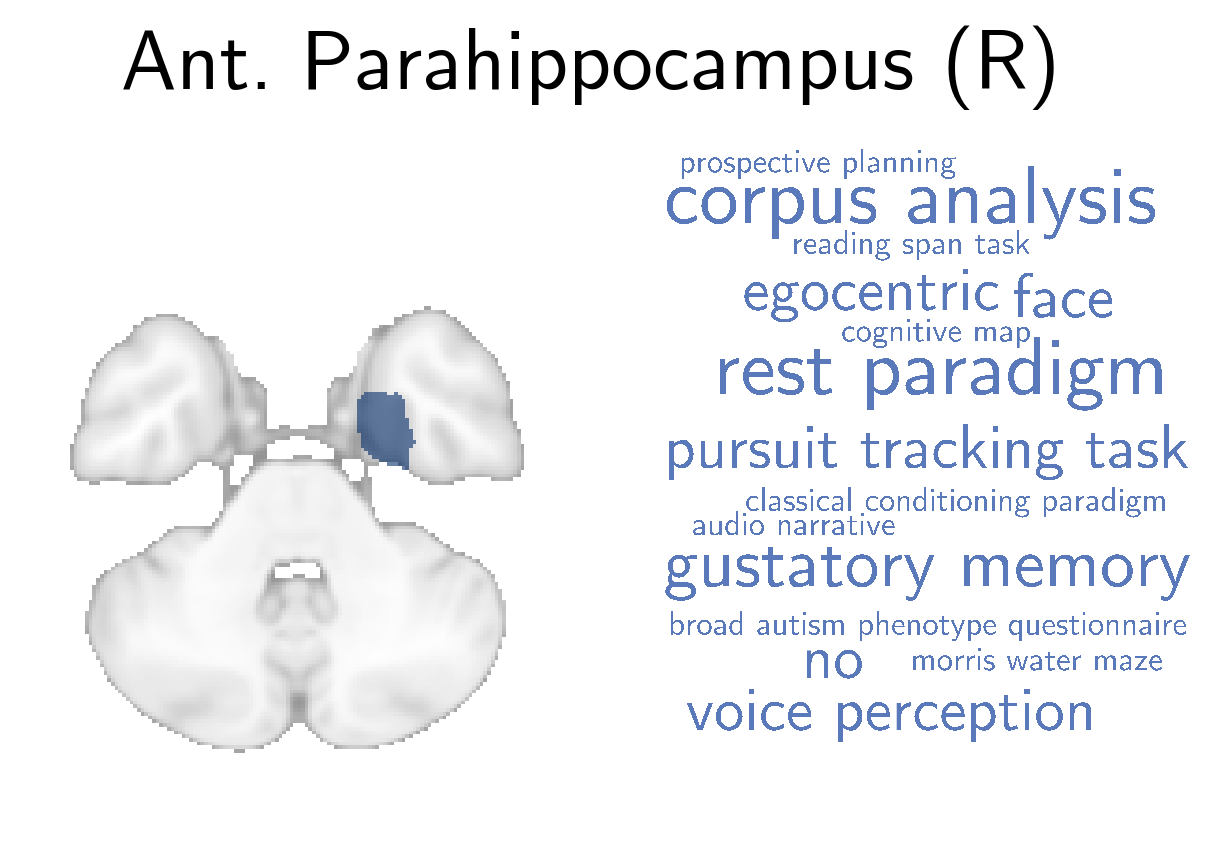 Ant. Parahippocampus (R)
prospective planning
corpus analysis
reading span task
egocentric face
cognitive map
rest paradigm
pursuit tracking task
classical conditioning paradigm
audio narrative
gustatory memory
broad autism phenotype questionnaire
no morris water maze
voice perception